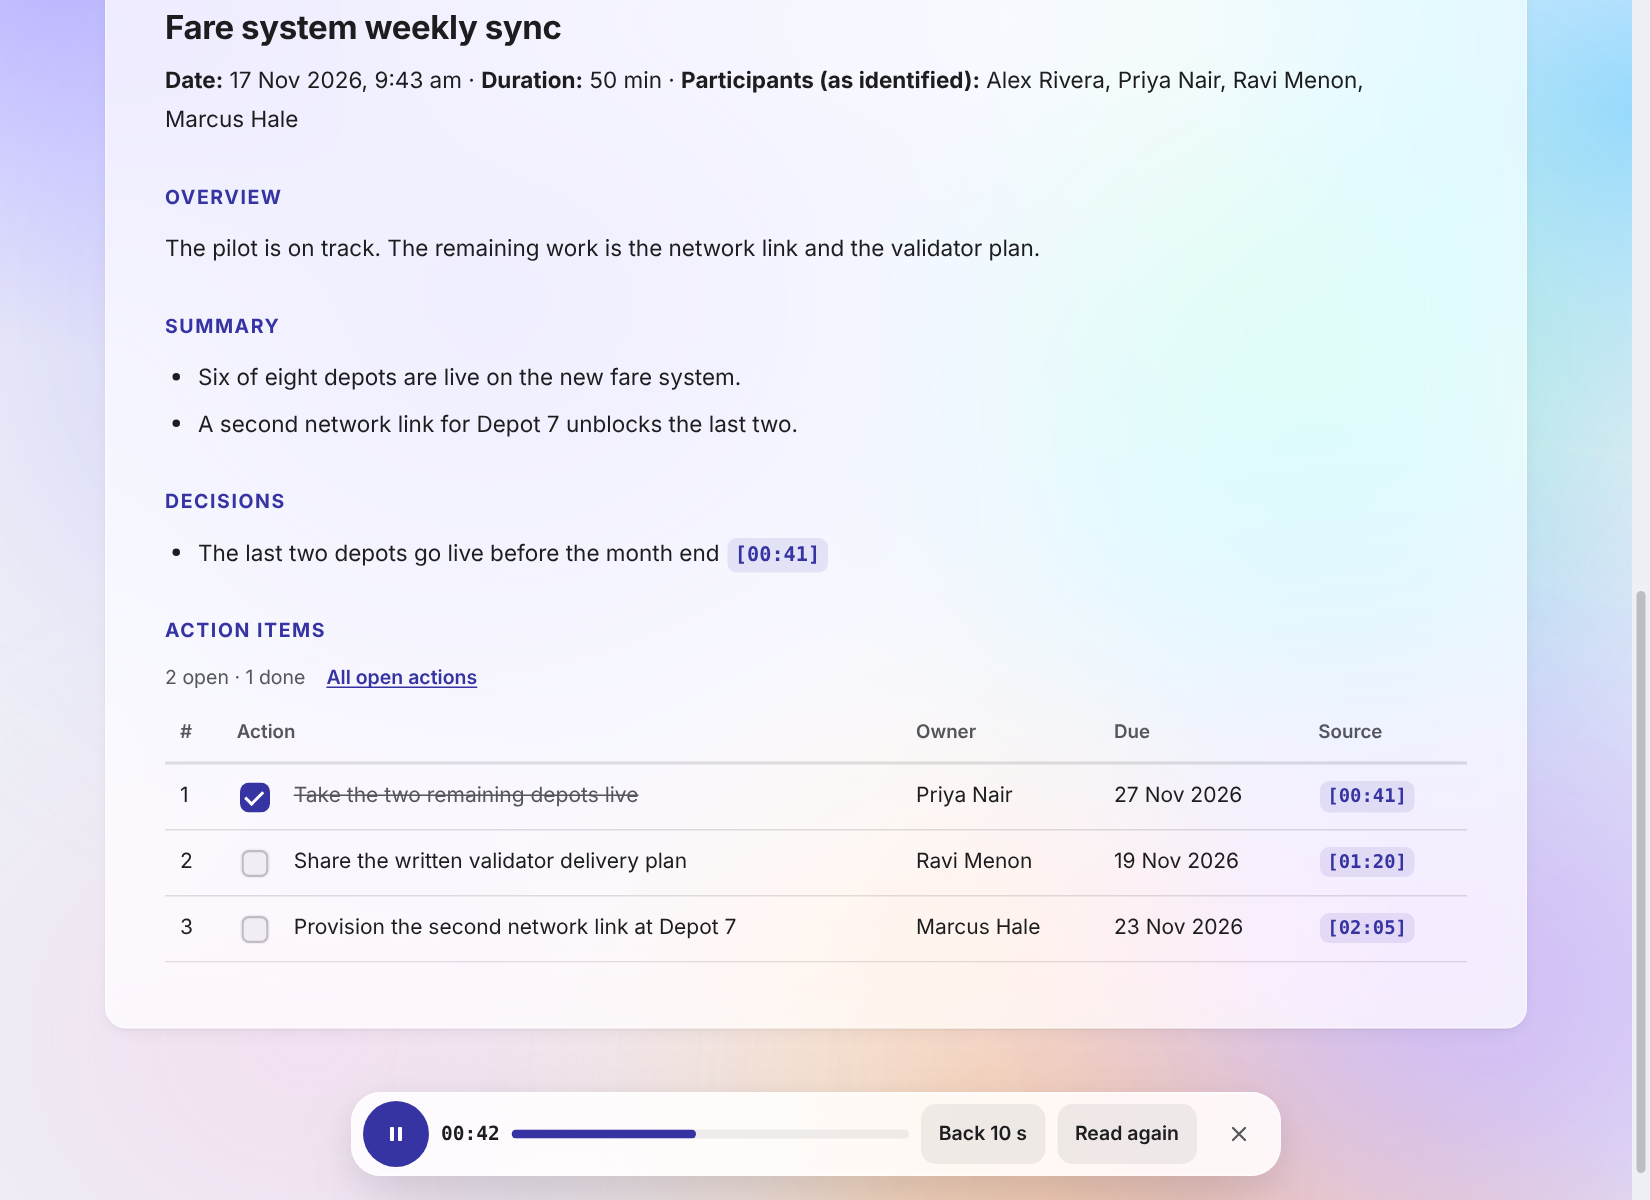 Fare system weekly sync
Date: 17 Nov 2026, 9:43 am · Duration: 50 min · Participants (as identified): Alex Rivera, Priya Nair, Ravi Menon,
Marcus Hale
OVERVIEW
The pilot is on track. The remaining work is the network link and the validator plan.
SUMMARY
• Six of eight depots are live on the new fare system.
• A second network link for Depot 7 unblocks the last two.
DECISIONS
• The last two depots go live before the month end [00:41]
ACTION ITEMS
2 open · 1 done All open actions
# Action Owner Due Source
1 Take the two remaining depots live Priya Nair 27 Nov 2026 [00:41]
2 Share the written validator delivery plan Ravi Menon 19 Nov 2026 [01:20]
3 Provision the second network link at Depot 7 Marcus Hale 23 Nov 2026 [02:05]
00:42 Back 10 s Read again